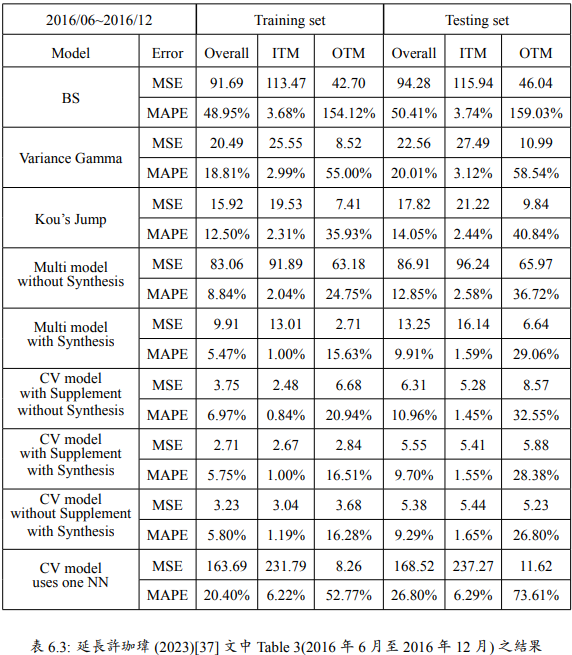 2016/06~2016/12 Training set Testing set
Model Error Overall ITM OTM Overall ITM OTM
BS MSE 91.69 113.47 42.70 94.28 115.94 46.04
MAPE 48.95% 3.68% 154.12% 50.41% 3.74% 159.03%
Variance Gamma MSE 20.49 25.55 8.52 22.56 27.49 10.99
MAPE 18.81% 2.99% 55.00% 20.01% 3.12% 58.54%
Kou's Jump MSE 15.92 19.53 7.41 17.82 21.22 9.84
MAPE 12.50% 2.31% 35.93% 14.05% 2.44% 40.84%
Multi model
without Synthesis
MSE 83.06 91.89 63.18 86.91 96.24 65.97
MAPE 8.84% 2.04% 24.75% 12.85% 2.58% 36.72%
Multi model
with Synthesis
MSE 9.91 13.01 2.71 13.25 16.14 6.64
MAPE 5.47% 1.00% 15.63% 9.91% 1.59% 29.06%
CV model
with Supplement
without Synthesis
MSE 3.75 2.48 6.68 6.31 5.28 8.57
MAPE 6.97% 0.84% 20.94% 10.96% 1.45% 32.55%
CV model
with Supplement
with Synthesis
MSE 2.71 2.67 2.84 5.55 5.41 5.88
MAPE 5.75% 1.00% 16.51% 9.70% 1.55% 28.38%
CV model
without Supplement
with Synthesis
MSE 3.23 3.04 3.68 5.38 5.44 5.23
MAPE 5.80% 1.19% 16.28% 9.29% 1.65% 26.80%
CV model
uses one NN
MSE 163.69 231.79 8.26 168.52 237.27 11.62
MAPE 20.40% 6.22% 52.77% 26.80% 6.29% 73.61%
表 6.3: 延長許珈瑋 (2023)[37] 文中 Table 3(2016 年 6 月至 2016 年 12 月) 之結果